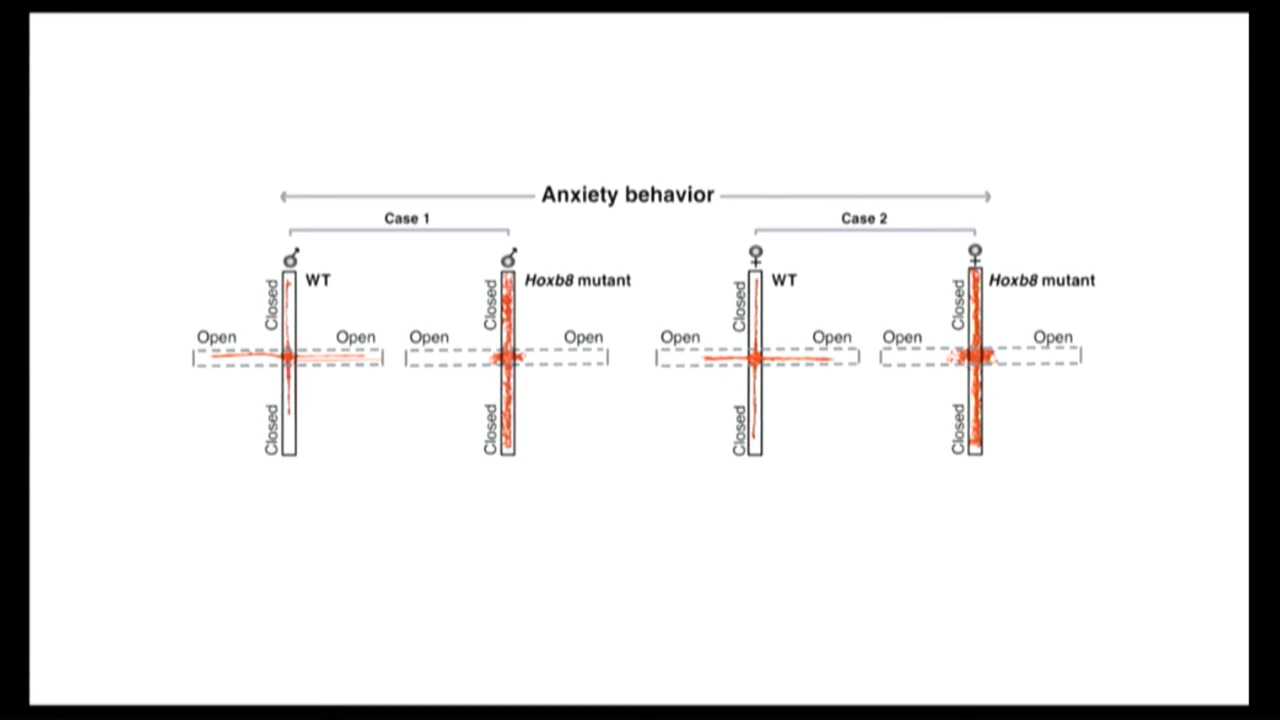 Anxiety behavior
Case 1
Case 2
♂
♂
♀
♀
WT
Hoxb8 mutant
WT
Hoxb8 mutant
Closed
Closed
Closed
Closed
Open
Open
Open
Open
Open
Open
Open
Open
Closed
Closed
Closed
Closed